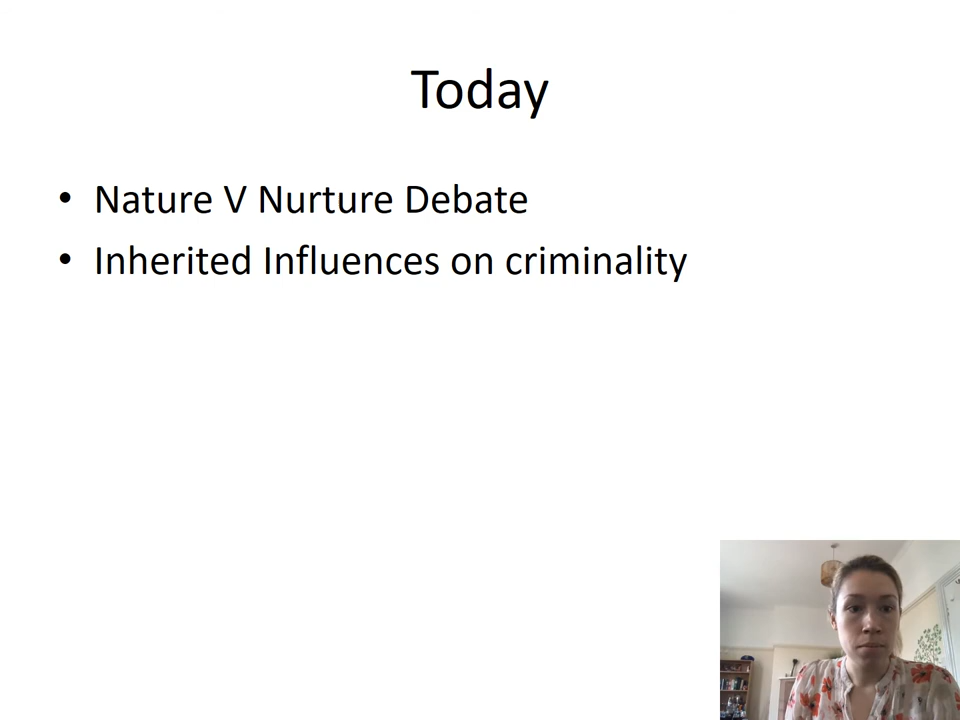 Today
• Nature V Nurture Debate
• Inherited Influences on criminality